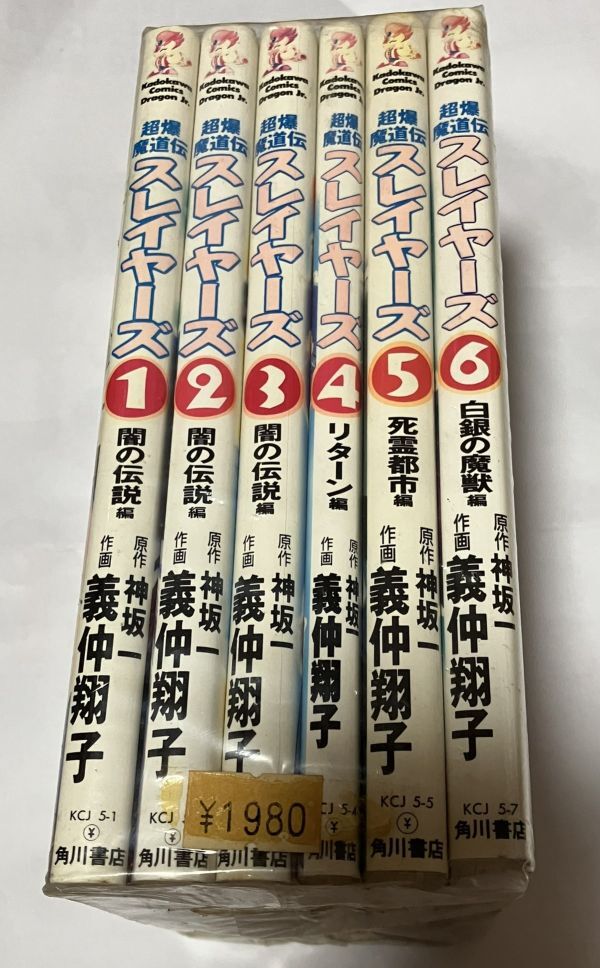 Kadokawa
Comics
Dragon Jr.
超爆
魔道伝
スレイヤーズ
1
闇の伝説編
原作 神坂一
作画 義仲翔子
KCJ 5-1
¥
角川書店
Kadokawa
Comics
Dragon Jr.
超爆
魔道伝
スレイヤーズ
2
闇の伝説編
原作 神坂一
作画 義仲翔子
KCJ
角川書店
Kadokawa
Comics
Dragon Jr.
超爆
魔道伝
スレイヤーズ
3
闇の伝説編
原作 神坂一
作画 義仲翔子
角川書店
Kadokawa
Comics
Dragon Jr.
超爆
魔道伝
スレイヤーズ
4
リターン編
原作 神坂一
作画 義仲翔子
5-4
角川書店
Kadokawa
Comics
Dragon Jr.
超爆
魔道伝
スレイヤーズ
5
死霊都市編
原作 神坂一
作画 義仲翔子
KCJ 5-5
¥
角川書店
Kadokawa
Comics
Dragon Jr.
超爆
魔道伝
スレイヤーズ
6
白銀の魔獣編
原作 神坂一
作画 義仲翔子
KCJ 5-7
¥
角川書店
¥1980